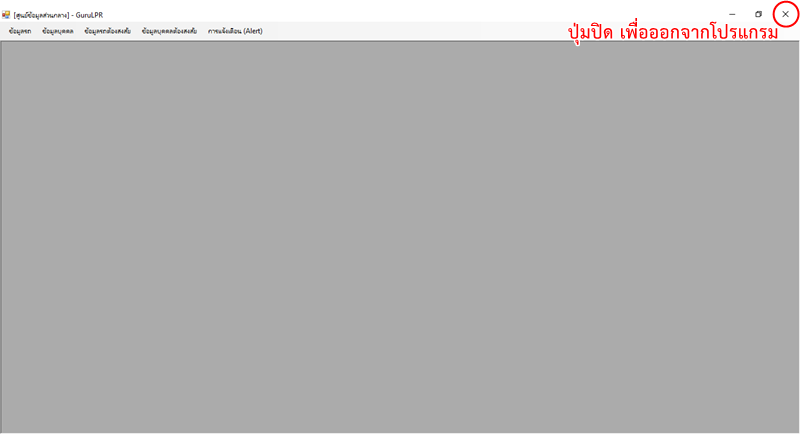 [ศูนย์ข้อมูลส่วนกลาง] - GuruLPR
ข้อมูลรถ ข้อมูลบุคคล ข้อมูลรถต้องสงสัย ข้อมูลบุคคลต้องสงสัย การแจ้งเตือน (Alert)
ปุ่มปิด เพื่อออกจากโปรแกรม